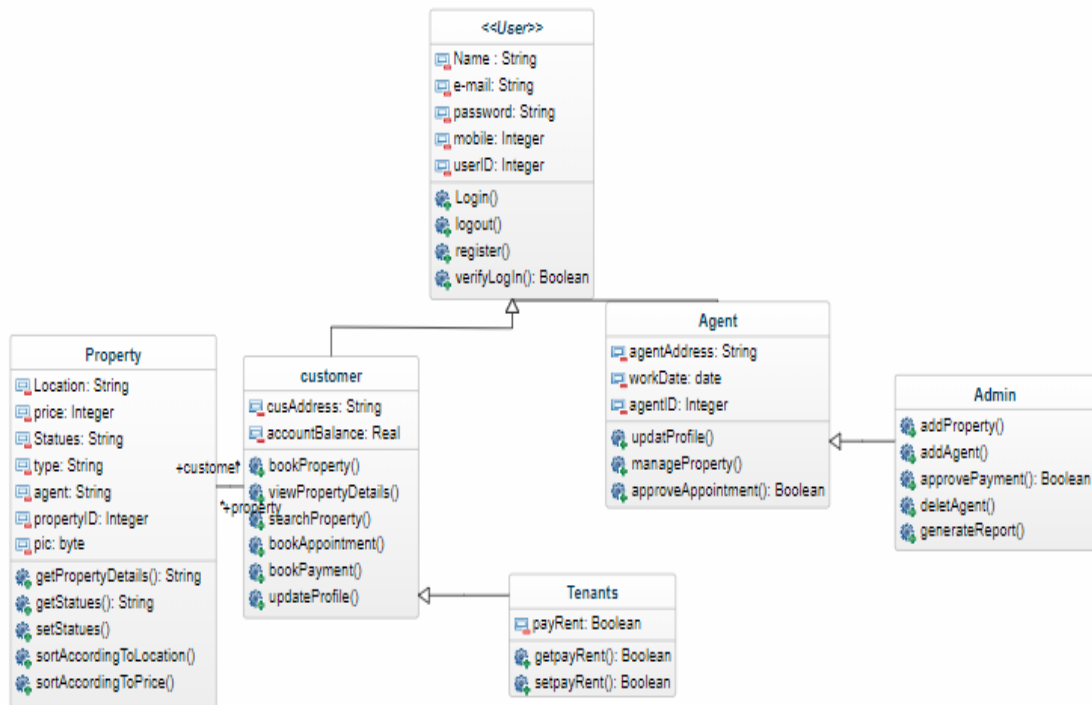 <<User>>
Name : String
e-mail: String
password: String
mobile: Integer
userID: Integer
Login()
logout()
register()
verifyLogIn(): Boolean
Property
Location: String
price: Integer
Statues: String
type: String
agent: String
propertyID: Integer
pic: byte
getPropertyDetails(): String
getStatues(): String
setStatues()
sortAccordingToLocation()
sortAccordingToPrice()
+customer*
*+property
customer
cusAddress: String
accountBalance: Real
bookProperty()
viewPropertyDetails()
searchProperty()
bookAppointment()
bookPayment()
updateProfile()
Agent
agentAddress: String
workDate: date
agentID: Integer
updatProfile()
manageProperty()
approveAppointment(): Boolean
Admin
addProperty()
addAgent()
approvePayment(): Boolean
deletAgent()
generateReport()
Tenants
payRent: Boolean
getpayRent(): Boolean
setpayRent(): Boolean